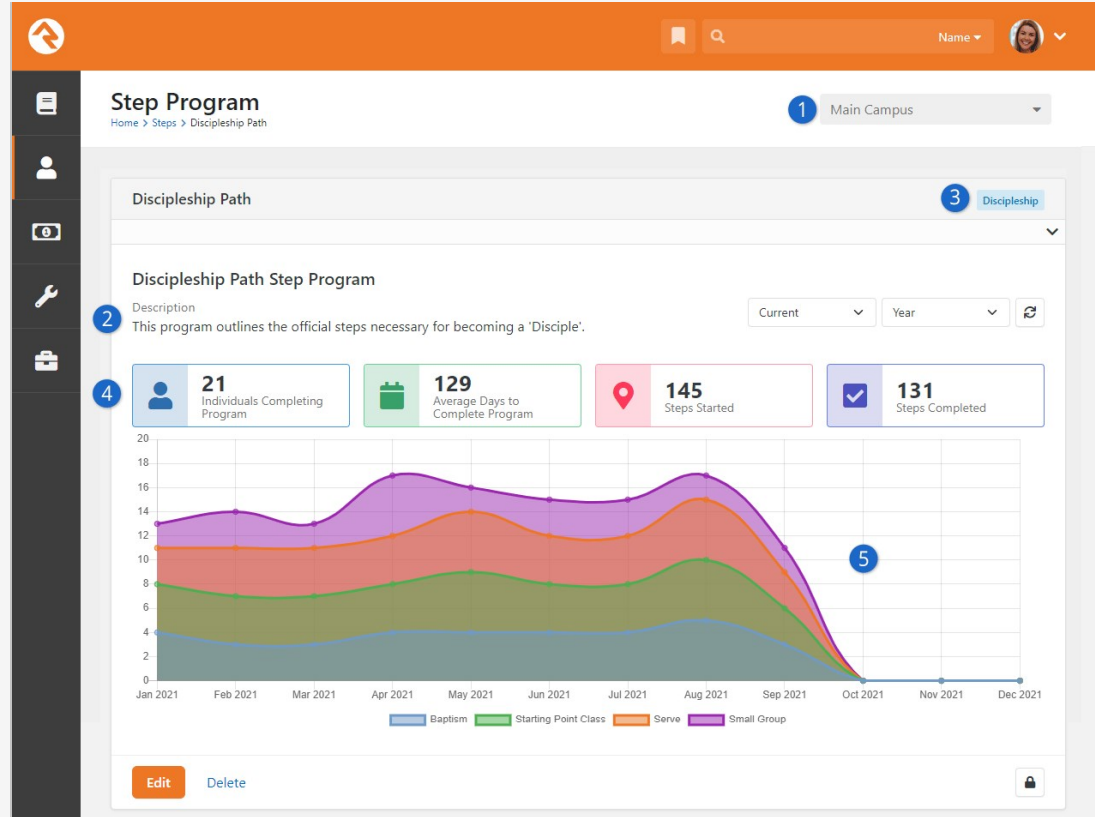 Name
Step Program
Home > Steps > Discipleship Path
1
Main Campus
Discipleship Path
3
Discipleship
Discipleship Path Step Program
2
Description
This program outlines the official steps necessary for becoming a 'Disciple'.
Current
Year
4
21
Individuals Completing
Program
129
Average Days to
Complete Program
145
Steps Started
131
Steps Completed
20
18
16
14
12
10
8
6
4
2
0
5
Jan 2021 Feb 2021 Mar 2021 Apr 2021 May 2021 Jun 2021 Jul 2021 Aug 2021 Sep 2021 Oct 2021 Nov 2021 Dec 2021
Baptism Starting Point Class Serve Small Group
Edit Delete